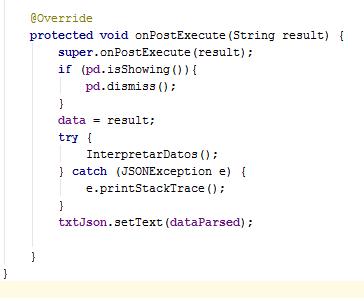 @Override
protected void onPostExecute(String result) {
super.onPostExecute(result);
if (pd.isShowing()){
pd.dismiss();
}
data = result;
try {
InterpretarDatos();
} catch (JSONException e) {
e.printStackTrace();
}
txtJson.setText(dataParsed);
}
}